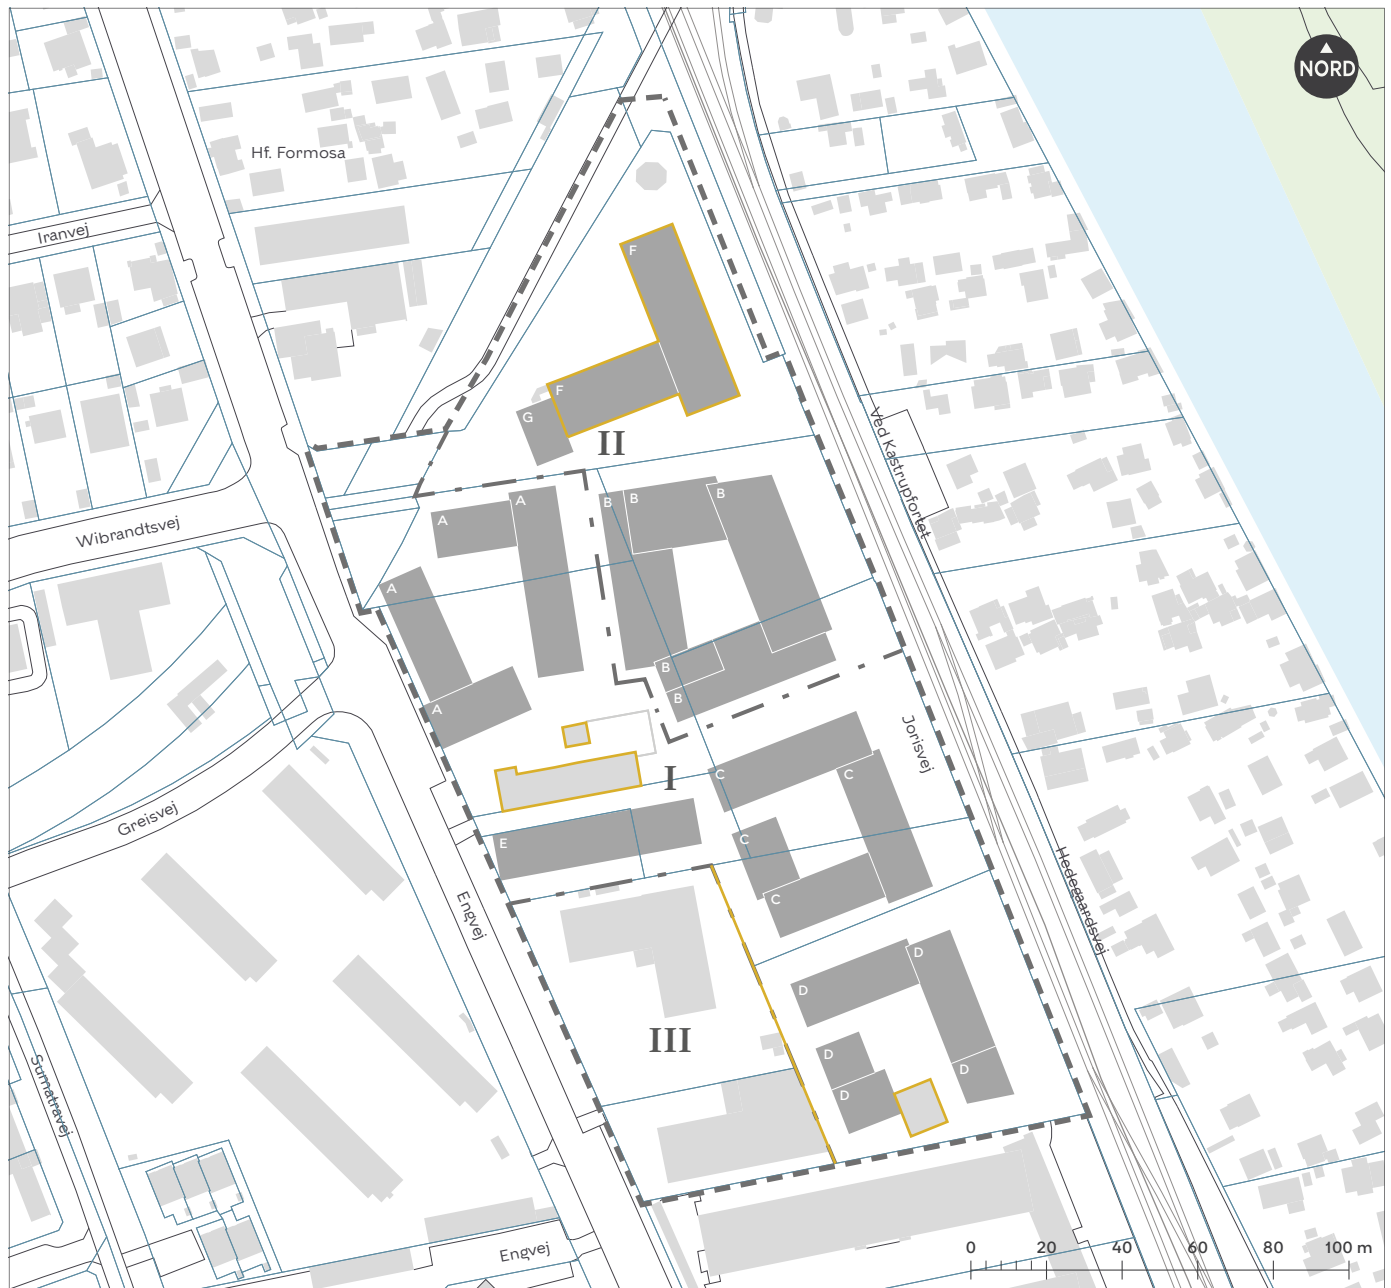 NORD
Hf. Formosa
Iranvej
F
F
G
II
Ved Kastrupfortet
A
A
B
B
B
Wibrandtsvej
A
B
B
A
Jorisvej
I
C
C
Greisvej
E
C
Hedegaardsvej
C
Engvej
D
D
III
Sumatravej
D
D
D
Engvej
0 20 40 60 80 100 m